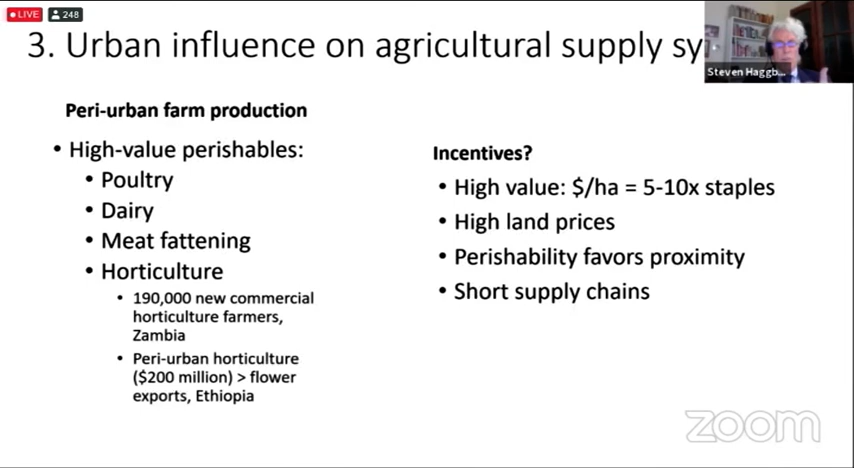 LIVE 248
3. Urban influence on agricultural supply sy
Steven Haggb...
Peri-urban farm production
• High-value perishables:
• Poultry
• Dairy
• Meat fattening
• Horticulture
• 190,000 new commercial
horticulture farmers,
Zambia
• Peri-urban horticulture
($200 million) > flower
exports, Ethiopia
Incentives?
• High value: $/ha = 5-10x staples
• High land prices
• Perishability favors proximity
• Short supply chains
zoom